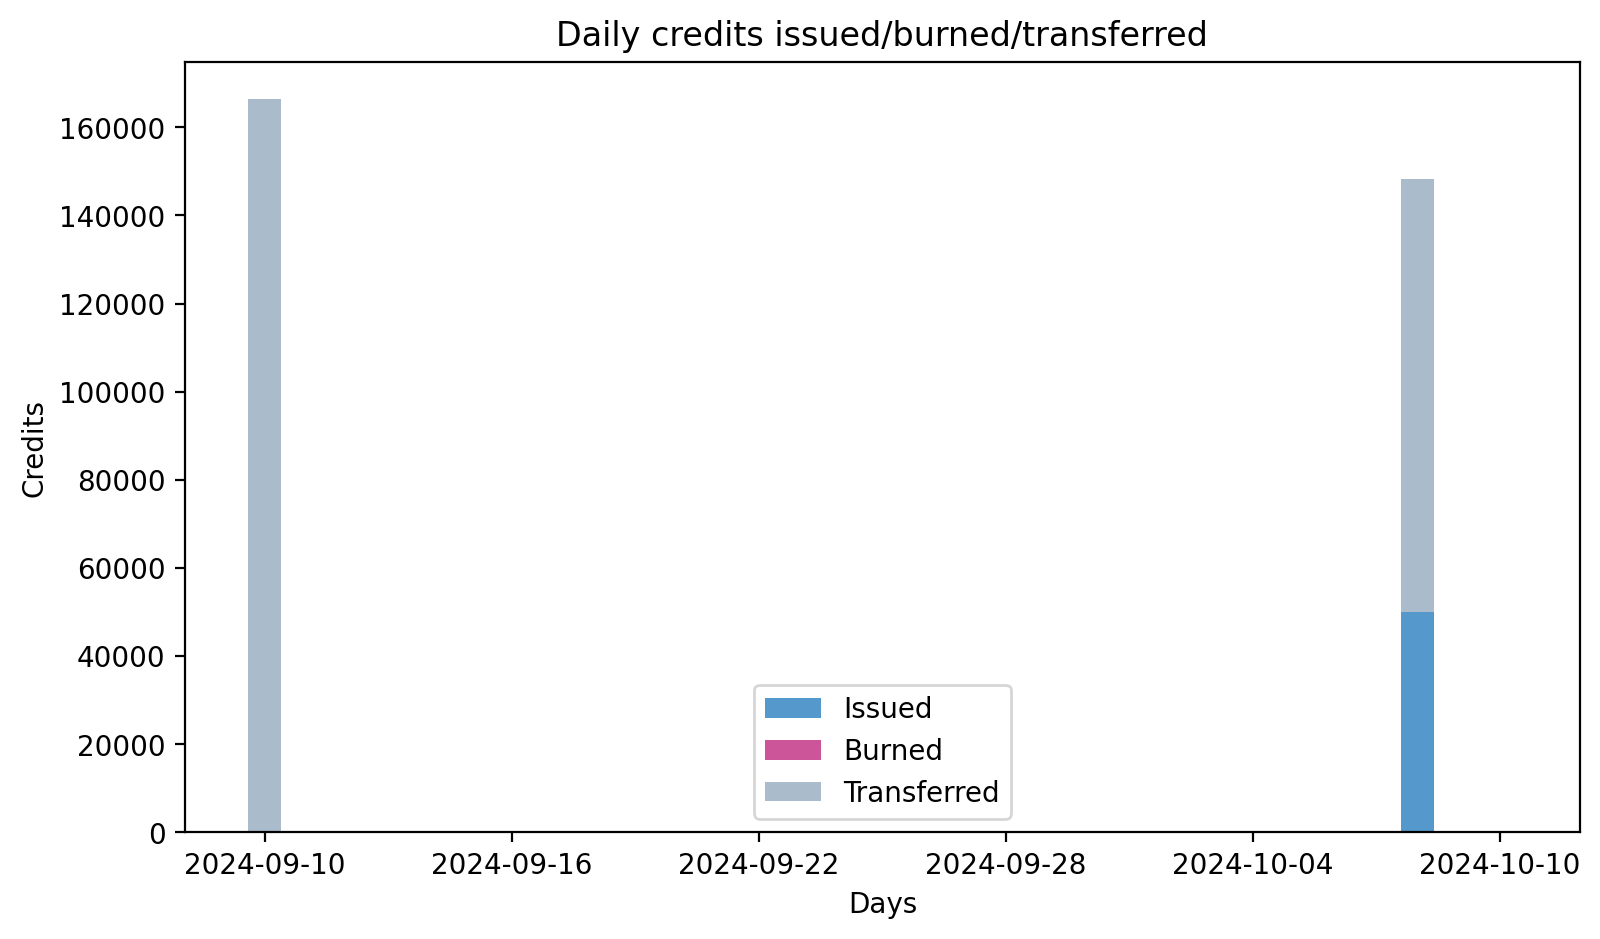 Daily credits issued/burned/transferred
160000
140000
120000
100000
80000
60000
40000
20000
0
Credits
Issued
Burned
Transferred
2024-09-10 2024-09-16 2024-09-22 2024-09-28 2024-10-04 2024-10-10
Days